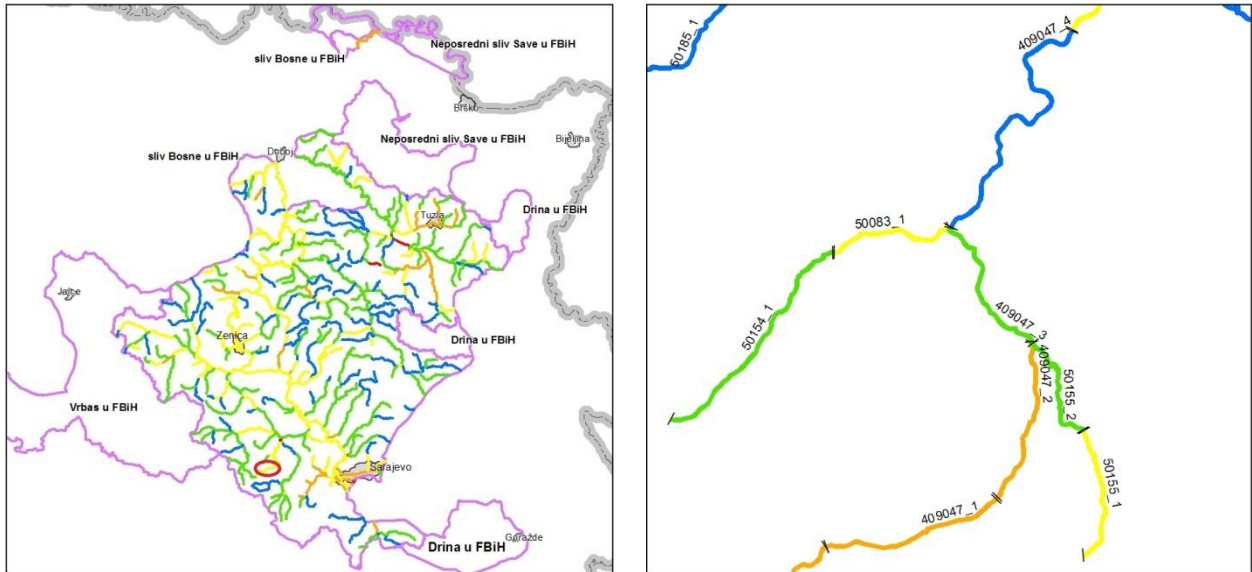 Neposredni sliv Save u FBiH
sliv Bosne u FBiH
Brčko
Bijeljina
Neposredni sliv Save u FBiH
sliv Bosne u FBiH
Doboj
Drina u FBiH
Tuzla
Jajce
Zenica
Drina u FBiH
Vrbas u FBiH
Sarajevo
Drina u FBiH
Goražde
50185_1
409047_4
50083_1
50154_1
409047_3
409047_2
50155_2
50155_1
409047_1